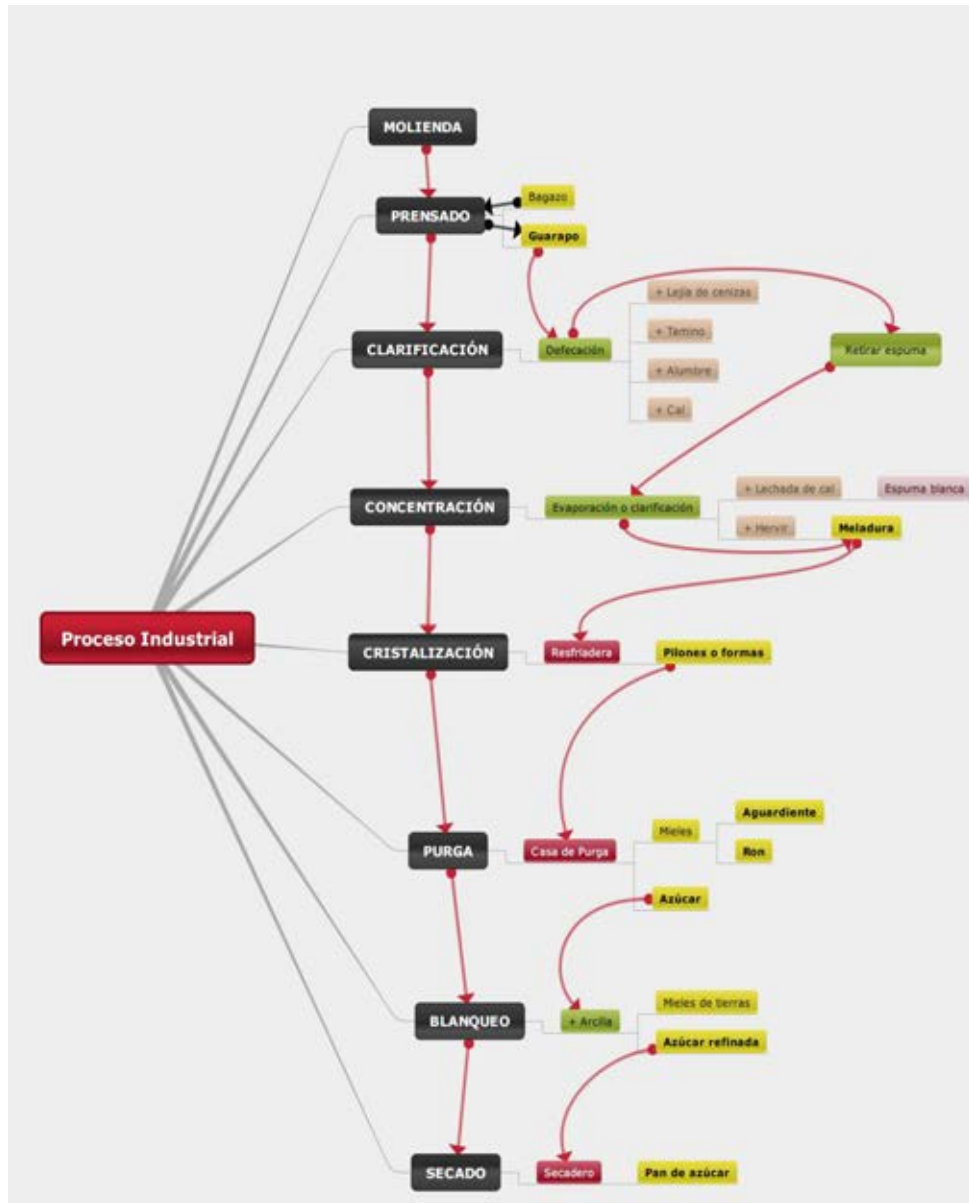 MOLIENDA
Bagazo
PRENSADO
Guarapo
+ Lejía de cenizas
+ Temino
CLARIFICACIÓN
Defecación
Retirar espuma
+ Alumbre
+ Cal
+ Lechada de cal
Espuma blanca
CONCENTRACIÓN
Evaporación o clarificación
+ Hervir
Meladura
Proceso Industrial
CRISTALIZACIÓN
Resfriadera
Pilones o formas
Aguardiente
Mieles
PURGA
Casa de Purga
Ron
Azúcar
Mieles de tierras
BLANQUEO
+ Arcilla
Azúcar refinada
SECADO
Secadero
Pan de azúcar